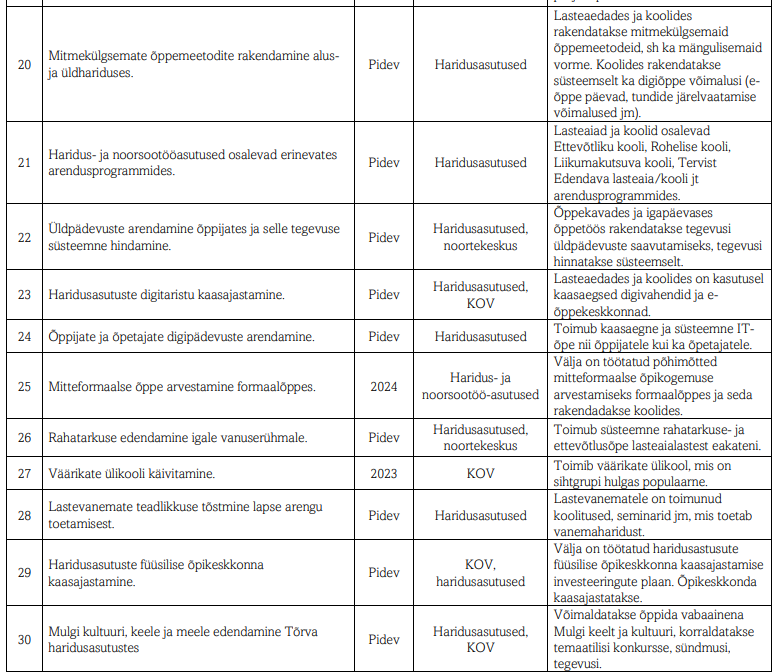 20
Mitmekülgsemate õppemeetodite rakendamine alus-
ja üldhariduses.
Pidev
Haridusasutused
Lasteaedades ja koolides
rakendatakse mitmekülgsemaid
õppemeetodeid, sh ka mängulisemaid
vorme. Koolides rakendatakse
süsteemselt ka digiõppe võimalusi (e-
õppe päevad, tundide järelvaatamise
võimalused jm).
21
Haridus- ja noorsootööasutused osalevad erinevates
arendusprogrammides.
Pidev
Haridusasutused
Lasteaiad ja koolid osalevad
Ettevõtliku kooli, Rohelise kooli,
Liikumakutsuva kooli, Tervist
Edendava lasteaia/kooli jt
arendusprogrammides.
22
Üldpädevuste arendamine õppijates ja selle tegevuse
süsteemne hindamine.
Pidev
Haridusasutused,
noortekeskus
Õppekavades ja igapäevases
õppetöös rakendatakse tegevusi
üldpädevuste saavutamiseks, tegevusi
hinnatakse süsteemselt.
23
Haridusasutuste digitaristu kaasajastamine.
Pidev
Haridusasutused,
KOV
Lasteaedades ja koolides on kasutusel
kaasaegsed digivahendid ja e-
õppekeskkonnad.
24
Õppijate ja õpetajate digipädevuste arendamine.
Pidev
Haridusasutused
Toimub kaasaegne ja süsteemne IT-
õpe nii õppijatele kui ka õpetajatele.
25
Mitteformaalse õppe arvestamine formaalõppes.
2024
Haridus- ja
noorsootöö-asutused
Välja on töötatud põhimõtted
mitteformaalse õpikogemuse
arvestamiseks formaalõppes ja seda
rakendadakse koolides.
26
Rahatarkuse edendamine igale vanuserühmale.
Pidev
Haridusasutused,
noortekeskus
Toimub süsteemne rahatarkuse- ja
ettevõtlusõpe lasteaialastest eakateni.
27
Väärikate ülikooli käivitamine.
2023
KOV
Toimib väärikate ülikool, mis on
sihtgrupi hulgas populaarne.
28
Lastevanemate teadlikkuse tõstmine lapse arengu
toetamisest.
Pidev
Haridusasutused
Lastevanematele on toimunud
koolitused, seminarid jm, mis toetab
vanemaharidust.
29
Haridusasutuste füüsilise õpikeskkonna
kaasajastamine.
Pidev
KOV,
haridusasutused
Välja on töötatud haridusastusute
füüsilise õpikeskkonna kaasajastamise
investeeringute plaan. Õpikeskkonda
kaasajastatakse.
30
Mulgi kultuuri, keele ja meele edendamine Tõrva
haridusasutustes
Pidev
Haridusasutused,
KOV
Võimaldatakse õppida vabaainena
Mulgi keelt ja kultuuri, korraldatakse
temaatilisi konkursse, sündmusi,
tegevusi.